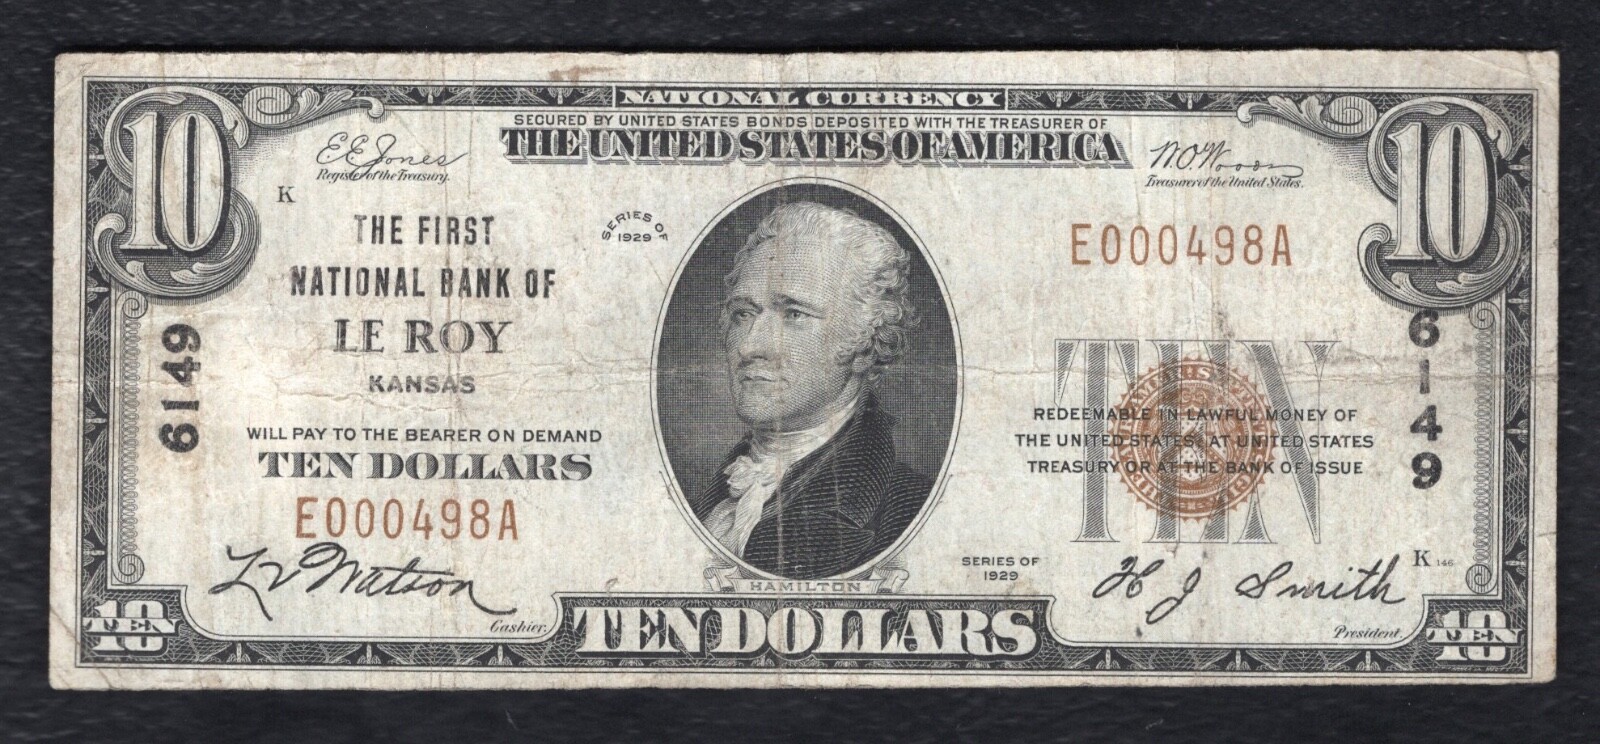 NATIONAL CURRENCY
SECURED BY UNITED STATES BONDS DEPOSITED WITH THE TREASURER OF
THE UNITED STATES OF AMERICA
10
10
E.E. Jones
Register of the Treasury.
W.O. Woods
Treasurer of the United States.
K
THE FIRST
NATIONAL BANK OF
LE ROY
KANSAS
SERIES OF
1929
E000498A
6149
6149
WILL PAY TO THE BEARER ON DEMAND
TEN DOLLARS
E000498A
TEN
REDEEMABLE IN LAWFUL MONEY OF
THE UNITED STATES AT UNITED STATES
TREASURY OR AT THE BANK OF ISSUE
SERIES OF
1929
K 146
HAMILTON
Watson
Cashier.
H J Smith
President.
10
TEN
TEN DOLLARS
10
TEN